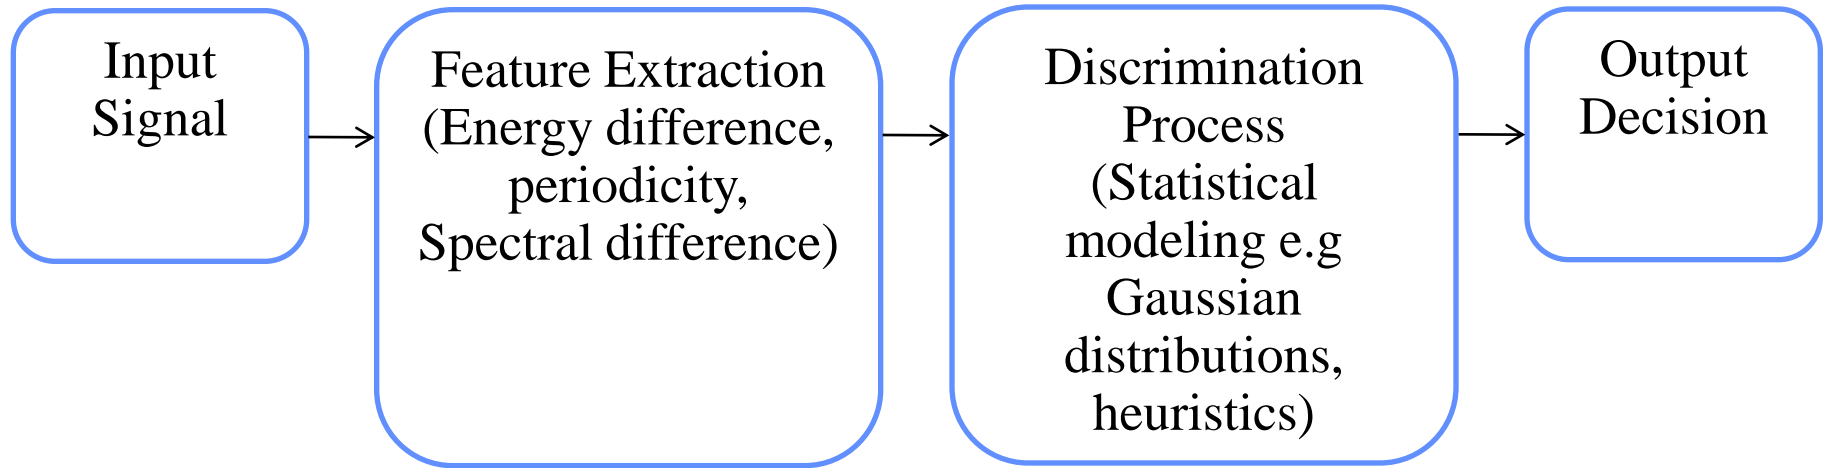 Input
Signal
Feature Extraction
(Energy difference,
periodicity,
Spectral difference)
Discrimination
Process
(Statistical
modeling e.g
Gaussian
distributions,
heuristics)
Output
Decision